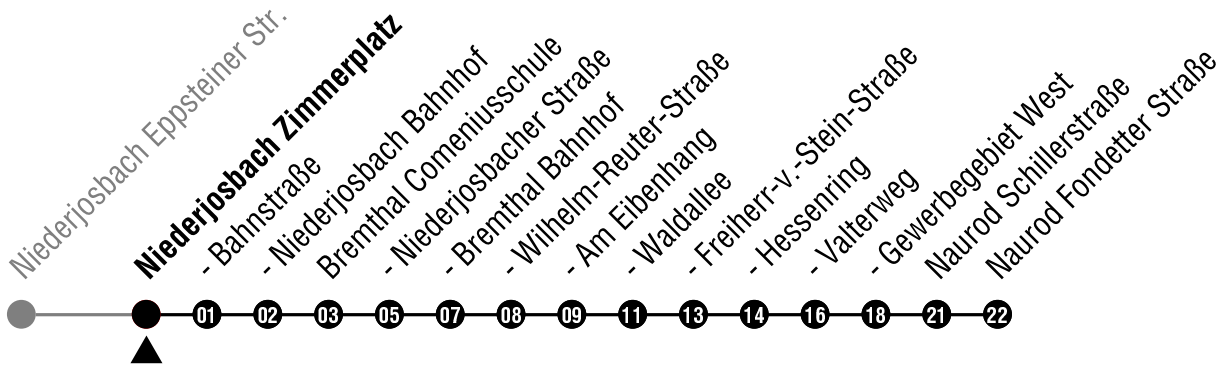 Niederjosbach Eppsteiner Str.
Niederjosbach Zimmerplatz
- Bahnstraße
- Niederjosbach Bahnhof
Bremthal Comeniusschule
- Niederjosbacher Straße
- Bremthal Bahnhof
- Wilhelm-Reuter-Straße
- Am Eibenhang
- Waldallee
- Freiherr-v.-Stein-Straße
- Hessenring
- Valterweg
- Gewerbegebiet West
Naurod Schillerstraße
Naurod Fondetter Straße
01 02 03 05 07 08 09 11 13 14 16 18 21 22